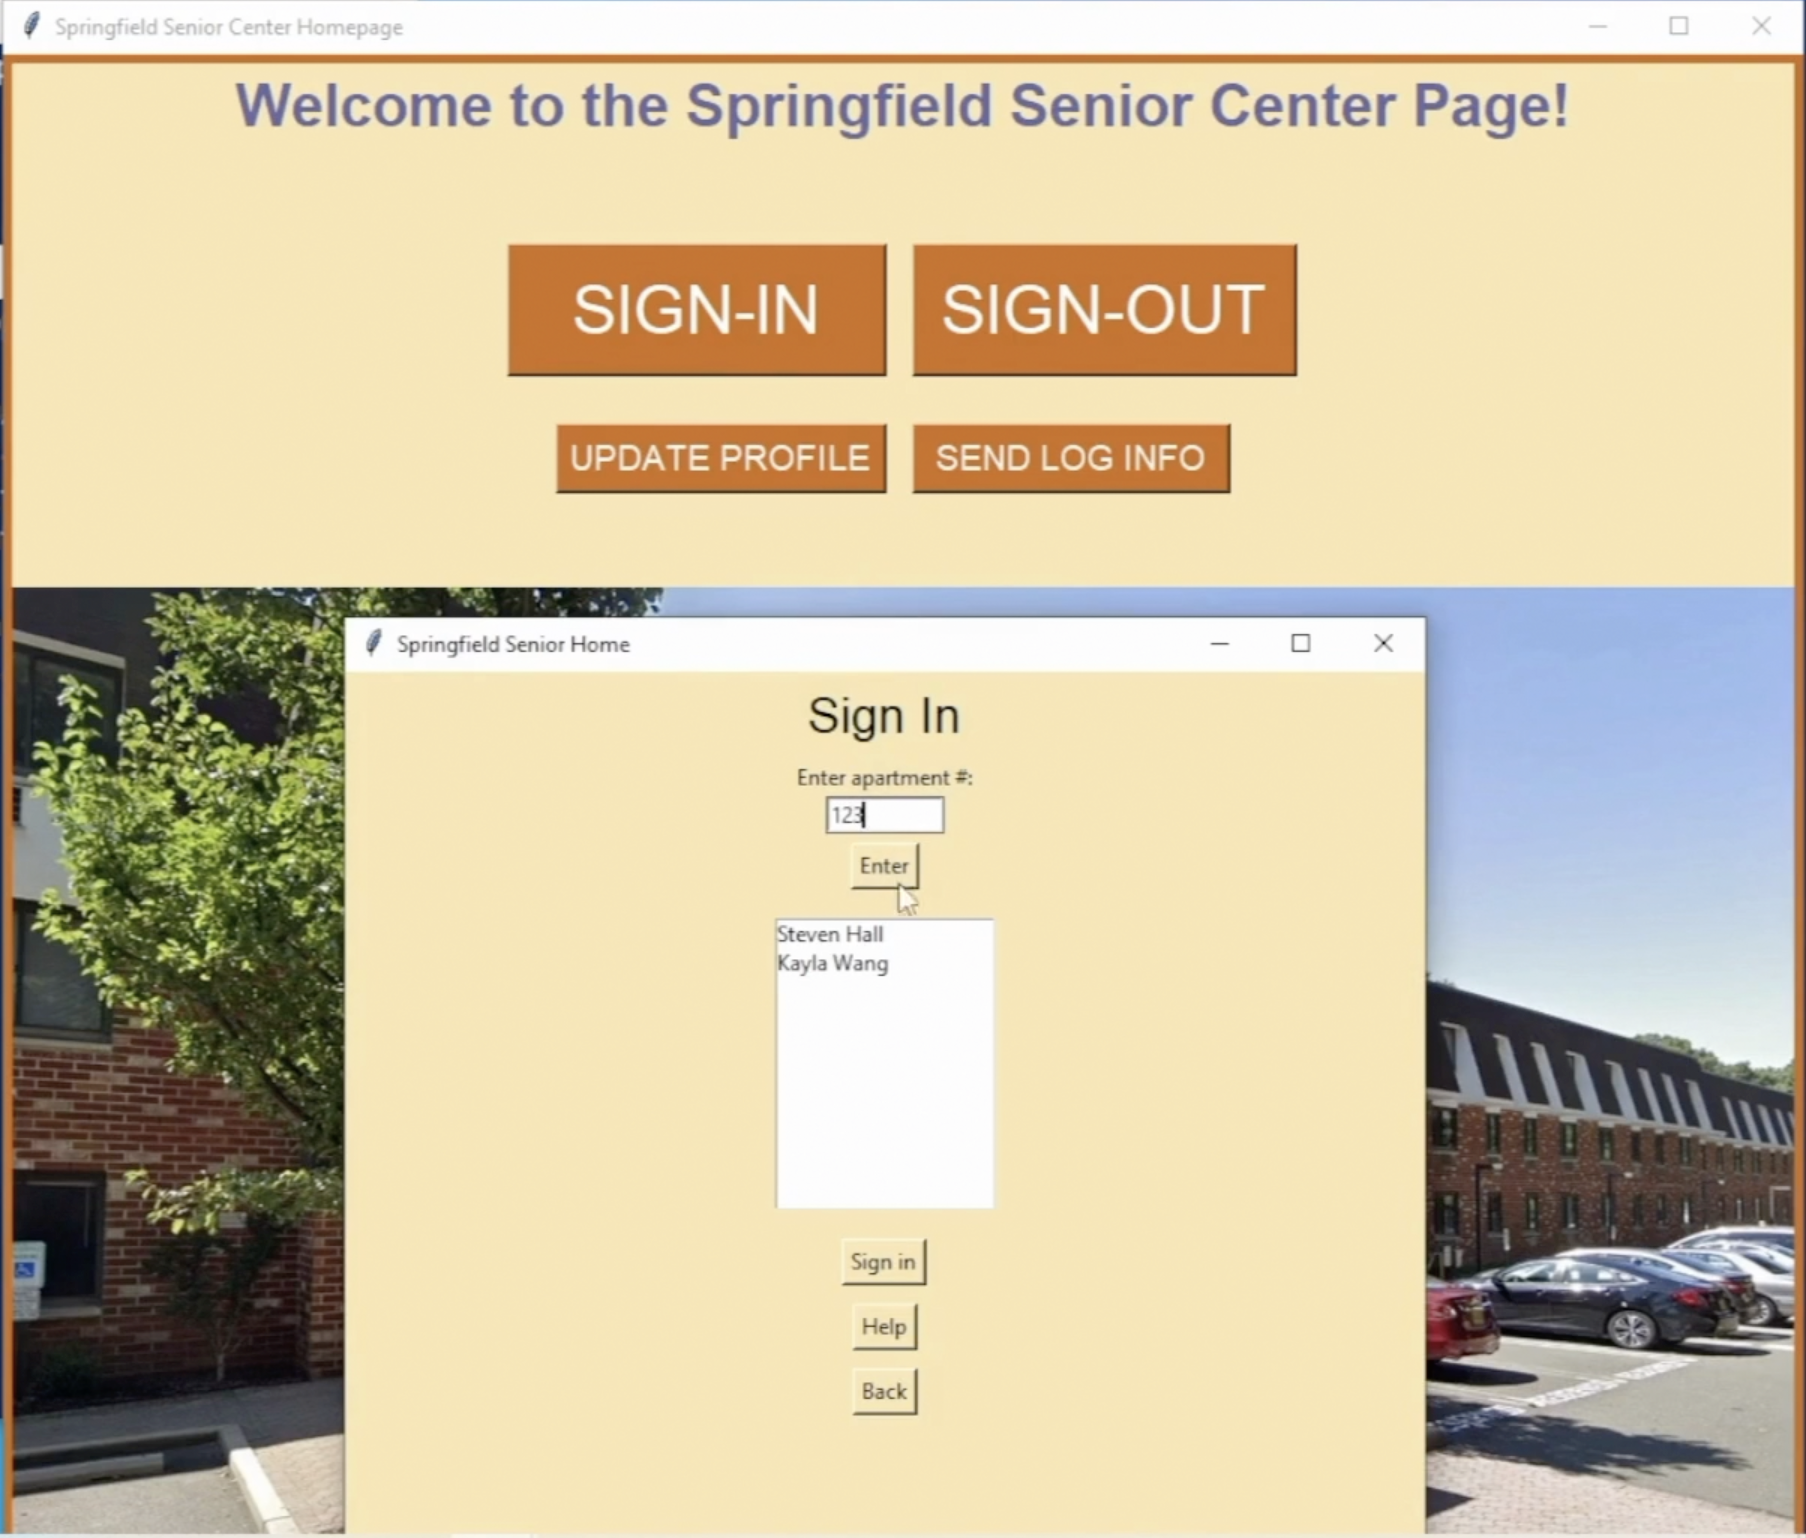 Springfield Senior Center Homepage
Welcome to the Springfield Senior Center Page!
SIGN-IN SIGN-OUT
UPDATE PROFILE SEND LOG INFO
Springfield Senior Home
Sign In
Enter apartment #:
123
Enter
Steven Hall
Kayla Wang
Sign in
Help
Back